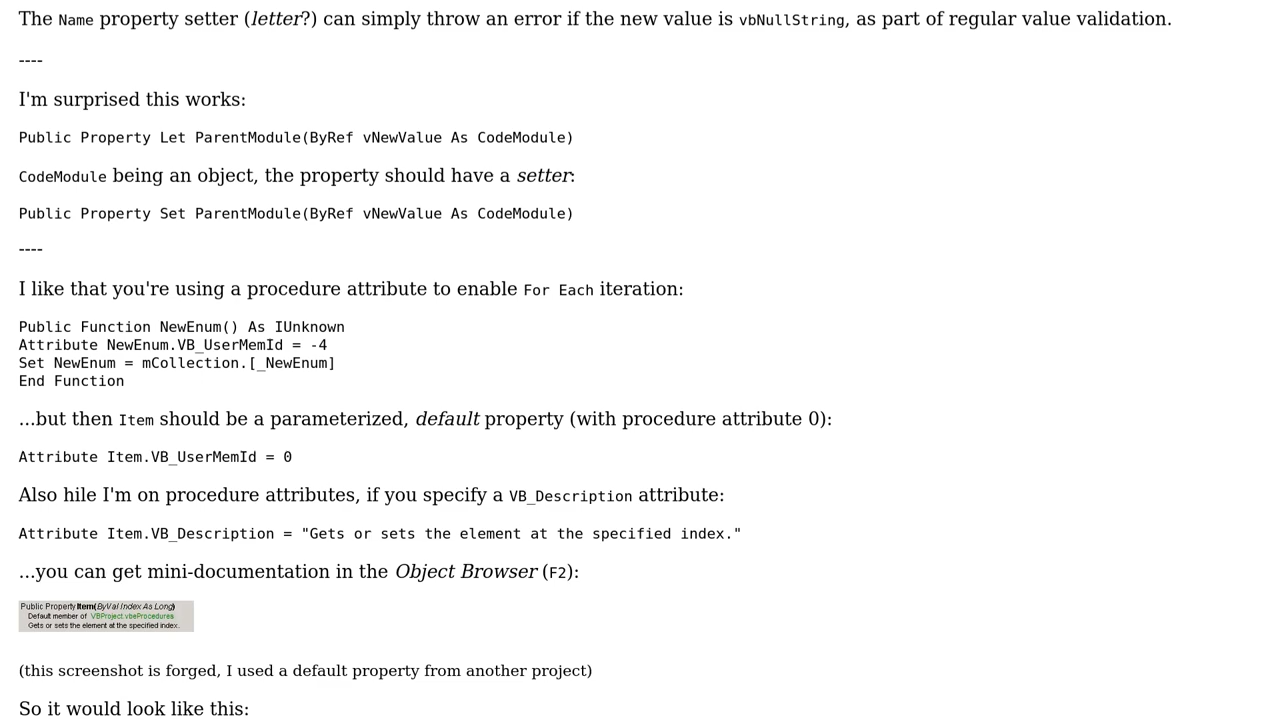 The Name property setter (letter?) can simply throw an error if the new value is vbNullString, as part of regular value validation.
----
I'm surprised this works:
Public Property Let ParentModule(ByRef vNewValue As CodeModule)
CodeModule being an object, the property should have a setter:
Public Property Set ParentModule(ByRef vNewValue As CodeModule)
----
I like that you're using a procedure attribute to enable For Each iteration:
Public Function NewEnum() As IUnknown
Attribute NewEnum.VB_UserMemId = -4
Set NewEnum = mCollection.[_NewEnum]
End Function
...but then Item should be a parameterized, default property (with procedure attribute 0):
Attribute Item.VB_UserMemId = 0
Also hile I'm on procedure attributes, if you specify a VB_Description attribute:
Attribute Item.VB_Description = "Gets or sets the element at the specified index."
...you can get mini-documentation in the Object Browser (F2):
Public Property Item(ByVal Index As Long)
Default member of VBProject.vbeProcedures
Gets or sets the element at the specified index.
(this screenshot is forged, I used a default property from another project)
So it would look like this: